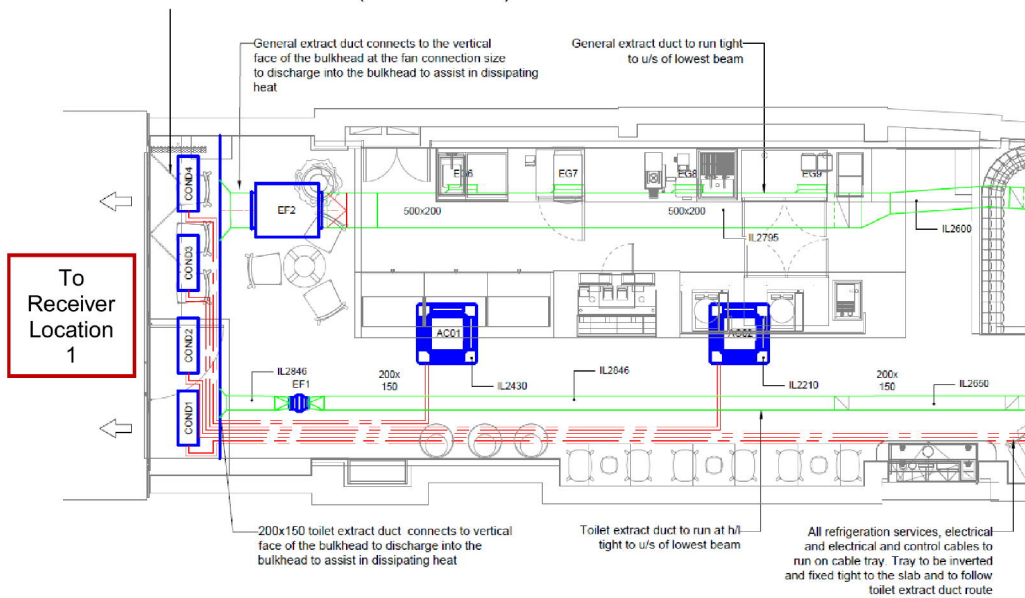 General extract duct connects to the vertical
face of the bulkhead at the fan connection size
to discharge into the bulkhead to assist in dissipating
heat
General extract duct to run tight
to u/s of lowest beam
COND4
COND3
COND2
COND1
EF2
500x200
EG6
EG7
EG8
EG9
500x200
IL2795
IL2600
To
Receiver
Location
1
AC01
AC02
IL2846
EF1
200x
150
IL2430
IL2646
IL2210
200x
150
IL2650
200x150 toilet extract duct connects to vertical
face of the bulkhead to discharge into the
bulkhead to assist in dissipating heat
Toilet extract duct to run at h/l
tight to u/s of lowest beam
All refrigeration services, electrical
and electrical and control cables to
run on cable tray. Tray to be inverted
and fixed tight to the slab and to follow
toilet extract duct route